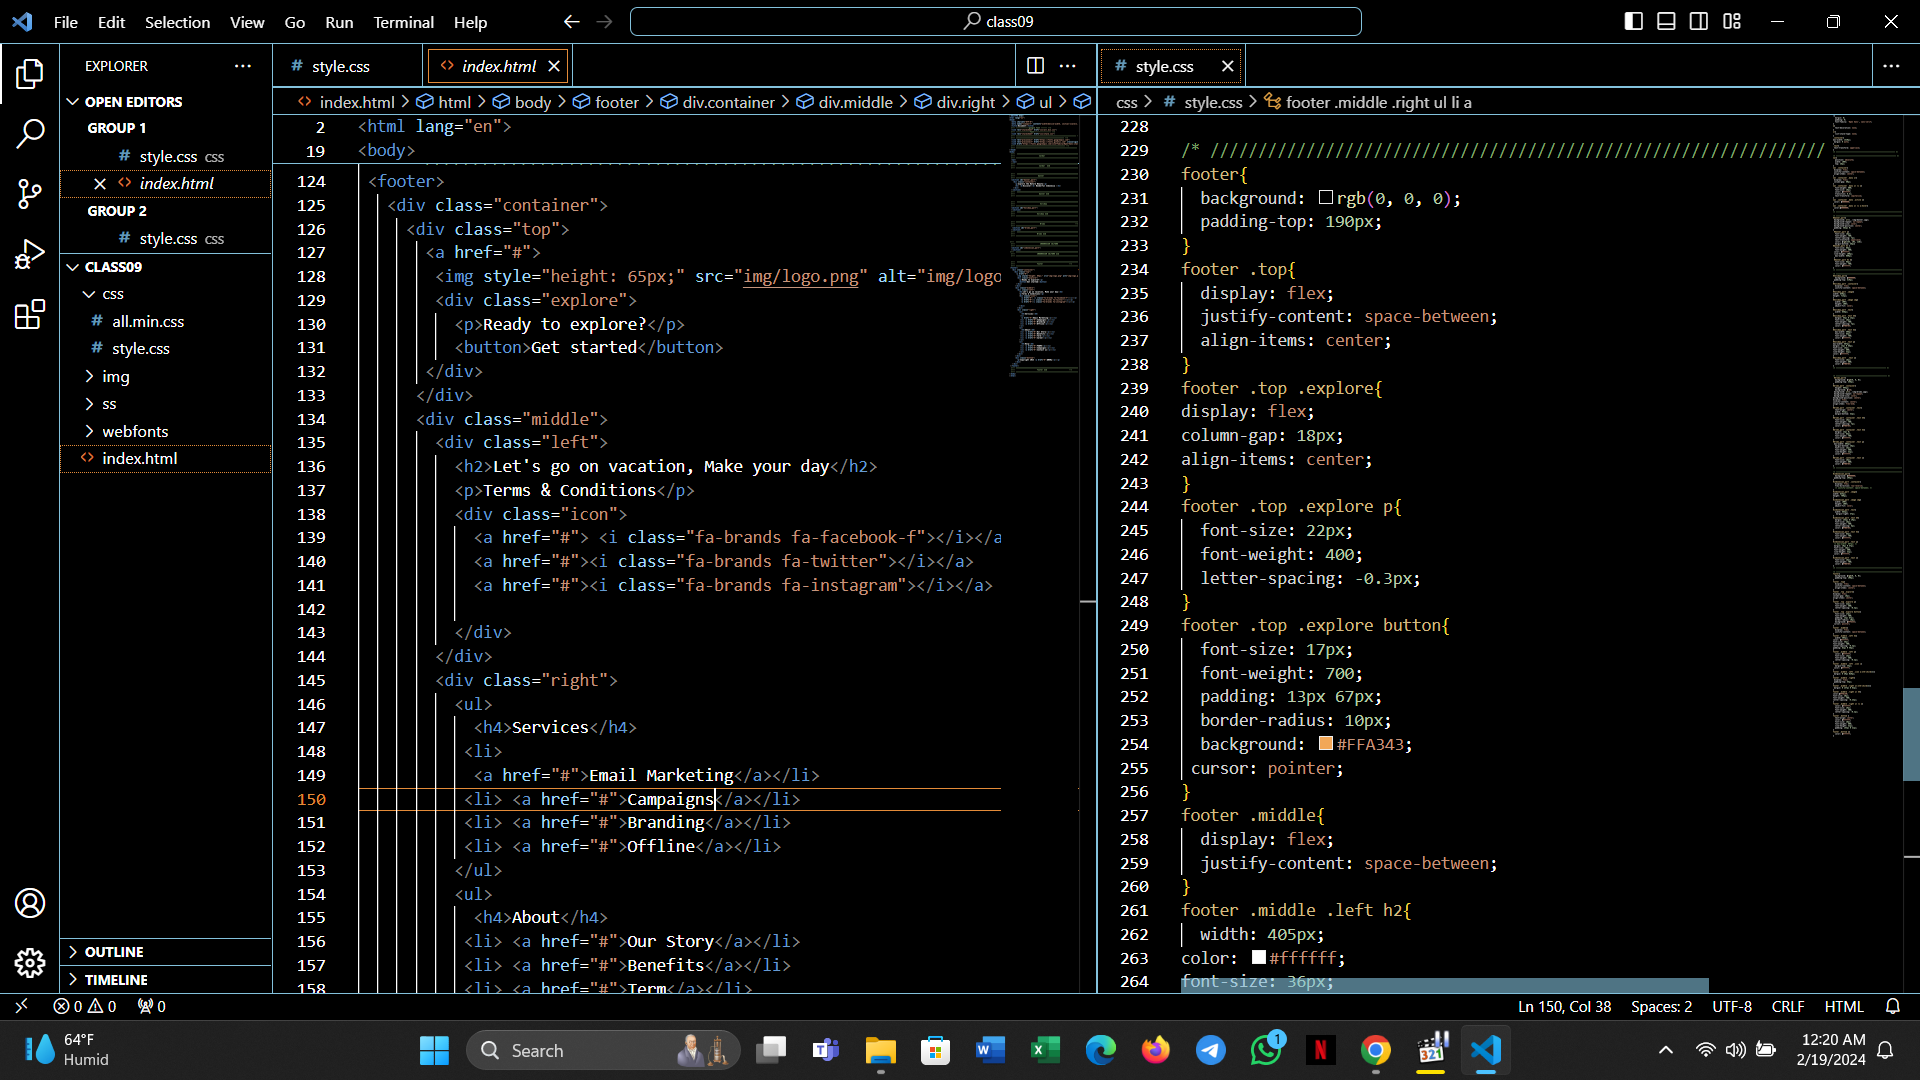 File Edit Selection View Go Run Terminal Help
class09
EXPLORER
OPEN EDITORS
GROUP 1
# style.css css
index.html
GROUP 2
# style.css css
CLASS09
css
# all.min.css
# style.css
img
ss
webfonts
index.html
OUTLINE
TIMELINE
# style.css
index.html
index.html > html > body > footer > div.container > div.middle > div.right > ul >
2 <html lang="en">
19 <body>
124 <footer>
125 <div class="container">
126 <div class="top">
127 <a href="#">
128 <img style="height: 65px;" src="img/logo.png" alt="img/logo
129 <div class="explore">
130 <p>Ready to explore?</p>
131 <button>Get started</button>
132 </div>
133 </div>
134 <div class="middle">
135 <div class="left">
136 <h2>Let's go on vacation, Make your day</h2>
137 <p>Terms & Conditions</p>
138 <div class="icon">
139 <a href="#"> <i class="fa-brands fa-facebook-f"></i></a
140 <a href="#"><i class="fa-brands fa-twitter"></i></a>
141 <a href="#"><i class="fa-brands fa-instagram"></i></a>
142
143 </div>
144 </div>
145 <div class="right">
146 <ul>
147 <h4>Services</h4>
148 <li>
149 <a href="#">Email Marketing</a></li>
150 <li> <a href="#">Campaigns</a></li>
151 <li> <a href="#">Branding</a></li>
152 <li> <a href="#">Offline</a></li>
153 </ul>
154 <ul>
155 <h4>About</h4>
156 <li> <a href="#">Our Story</a></li>
157 <li> <a href="#">Benefits</a></li>
158 <li> <a href="#">Term</a></li>
# style.css
css > # style.css > footer .middle .right ul li a
228
229 /* ////////////////////////////////////////////////////////////////
230 footer{
231 background: rgb(0, 0, 0);
232 padding-top: 190px;
233 }
234 footer .top{
235 display: flex;
236 justify-content: space-between;
237 align-items: center;
238 }
239 footer .top .explore{
240 display: flex;
241 column-gap: 18px;
242 align-items: center;
243 }
244 footer .top .explore p{
245 font-size: 22px;
246 font-weight: 400;
247 letter-spacing: -0.3px;
248 }
249 footer .top .explore button{
250 font-size: 17px;
251 font-weight: 700;
252 padding: 13px 67px;
253 border-radius: 10px;
254 background: #FFA343;
255 cursor: pointer;
256 }
257 footer .middle{
258 display: flex;
259 justify-content: space-between;
260 }
261 footer .middle .left h2{
262 width: 405px;
263 color: #ffffff;
264 font-size: 36px;
0 0 0
Ln 150, Col 38 Spaces: 2 UTF-8 CRLF HTML
64°F
Humid
Search
1
321
12:20 AM
2/19/2024